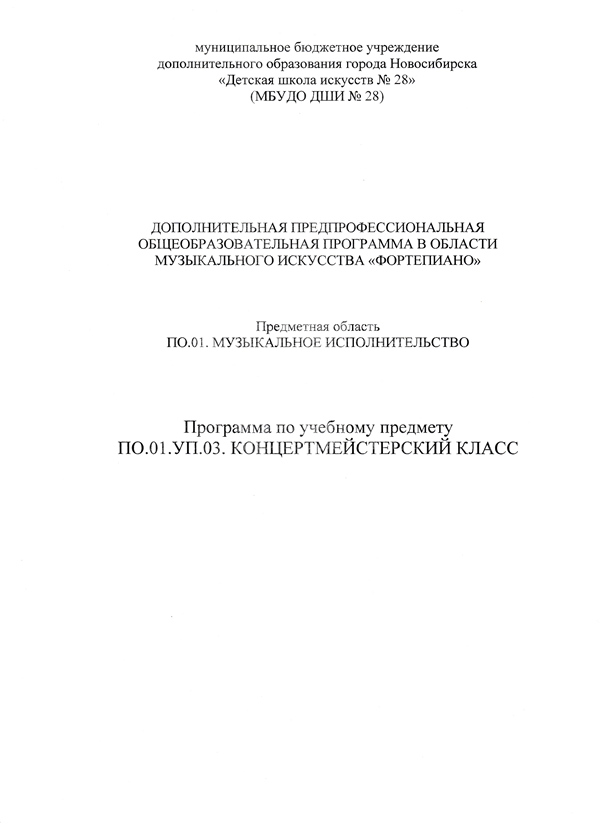 муниципальное бюджетное учреждение
дополнительного образования города Новосибирска
«Детская школа искусств № 28»
(МБУДО ДШИ № 28)
ДОПОЛНИТЕЛЬНАЯ ПРЕДПРОФЕССИОНАЛЬНАЯ
ОБЩЕОБРАЗОВАТЕЛЬНАЯ ПРОГРАММА В ОБЛАСТИ
МУЗЫКАЛЬНОГО ИСКУССТВА «ФОРТЕПИАНО»
Предметная область
ПО.01. МУЗЫКАЛЬНОЕ ИСПОЛНИТЕЛЬСТВО
Программа по учебному предмету
ПО.01.УП.03. КОНЦЕРТМЕЙСТЕРСКИЙ КЛАСС